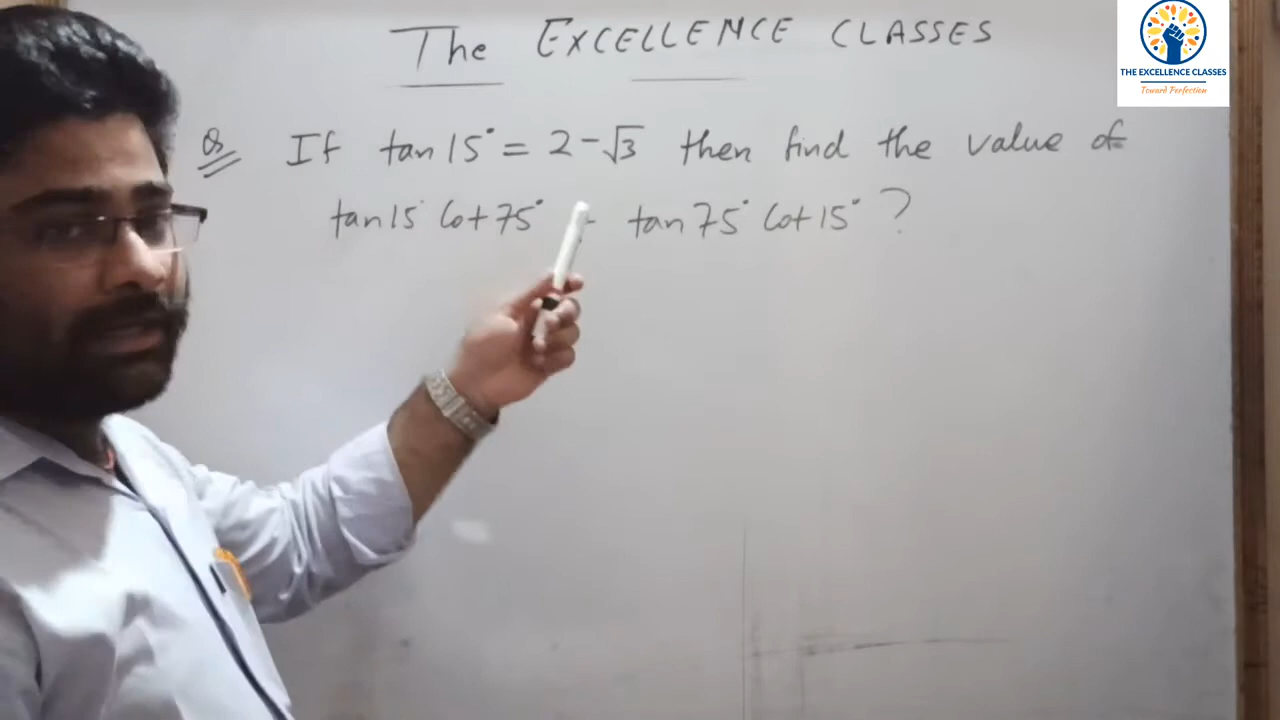 The EXCELLENCE CLASSES
THE EXCELLENCE CLASSES
Toward Perfection
Q If tan 15° = 2-√3 then find the value of
tan 15 Cot 75° tan 75° Cot 15° ?